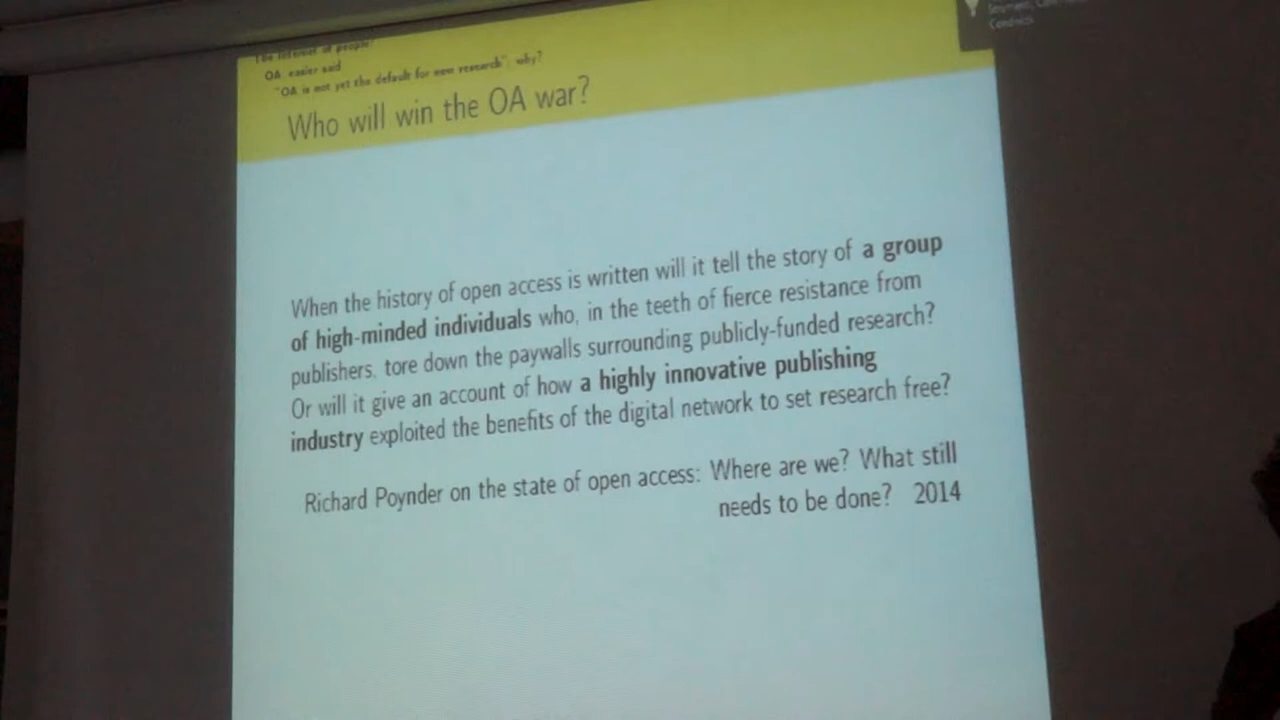 The Internet of people!
OA, easier said
"OA is not yet the default for new research", why?
Who will win the OA war?
When the history of open access is written will it tell the story of a group
of high-minded individuals who, in the teeth of fierce resistance from
publishers, tore down the paywalls surrounding publicly-funded research?
Or will it give an account of how a highly innovative publishing
industry exploited the benefits of the digital network to set research free?
Richard Poynder on the state of open access: Where are we? What still
needs to be done? 2014